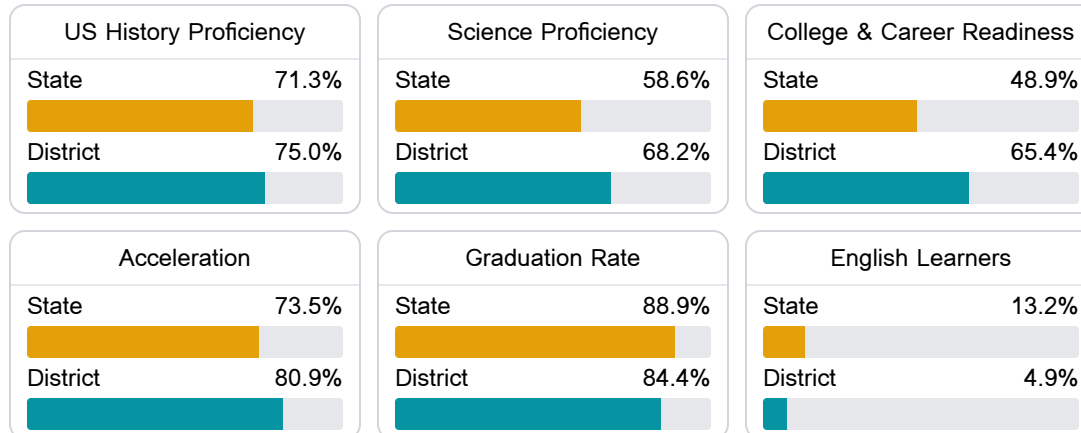 US History Proficiency
State 71.3%
District 75.0%
Science Proficiency
State 58.6%
District 68.2%
College & Career Readiness
State 48.9%
District 65.4%
Acceleration
State 73.5%
District 80.9%
Graduation Rate
State 88.9%
District 84.4%
English Learners
State 13.2%
District 4.9%